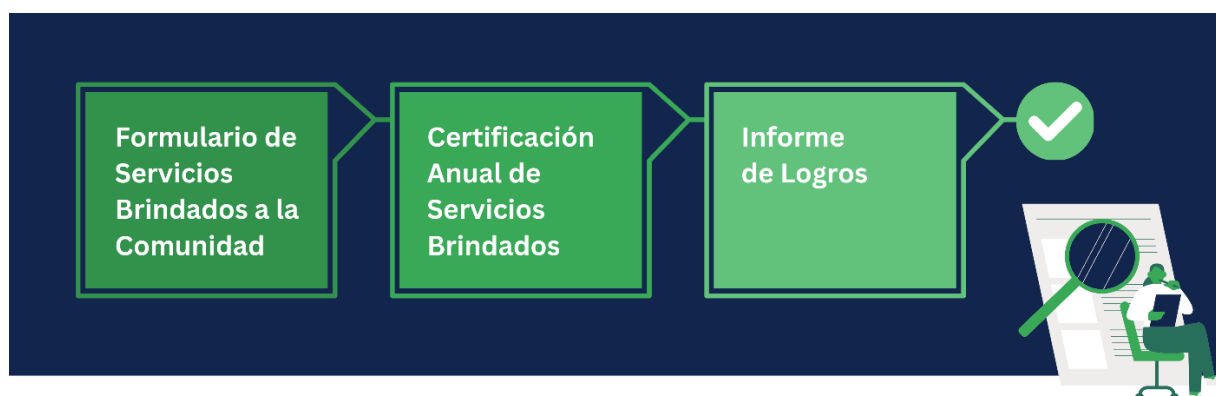 Formulario de
Servicios
Brindados a la
Comunidad
Certificación
Anual de
Servicios
Brindados
Informe
de Logros